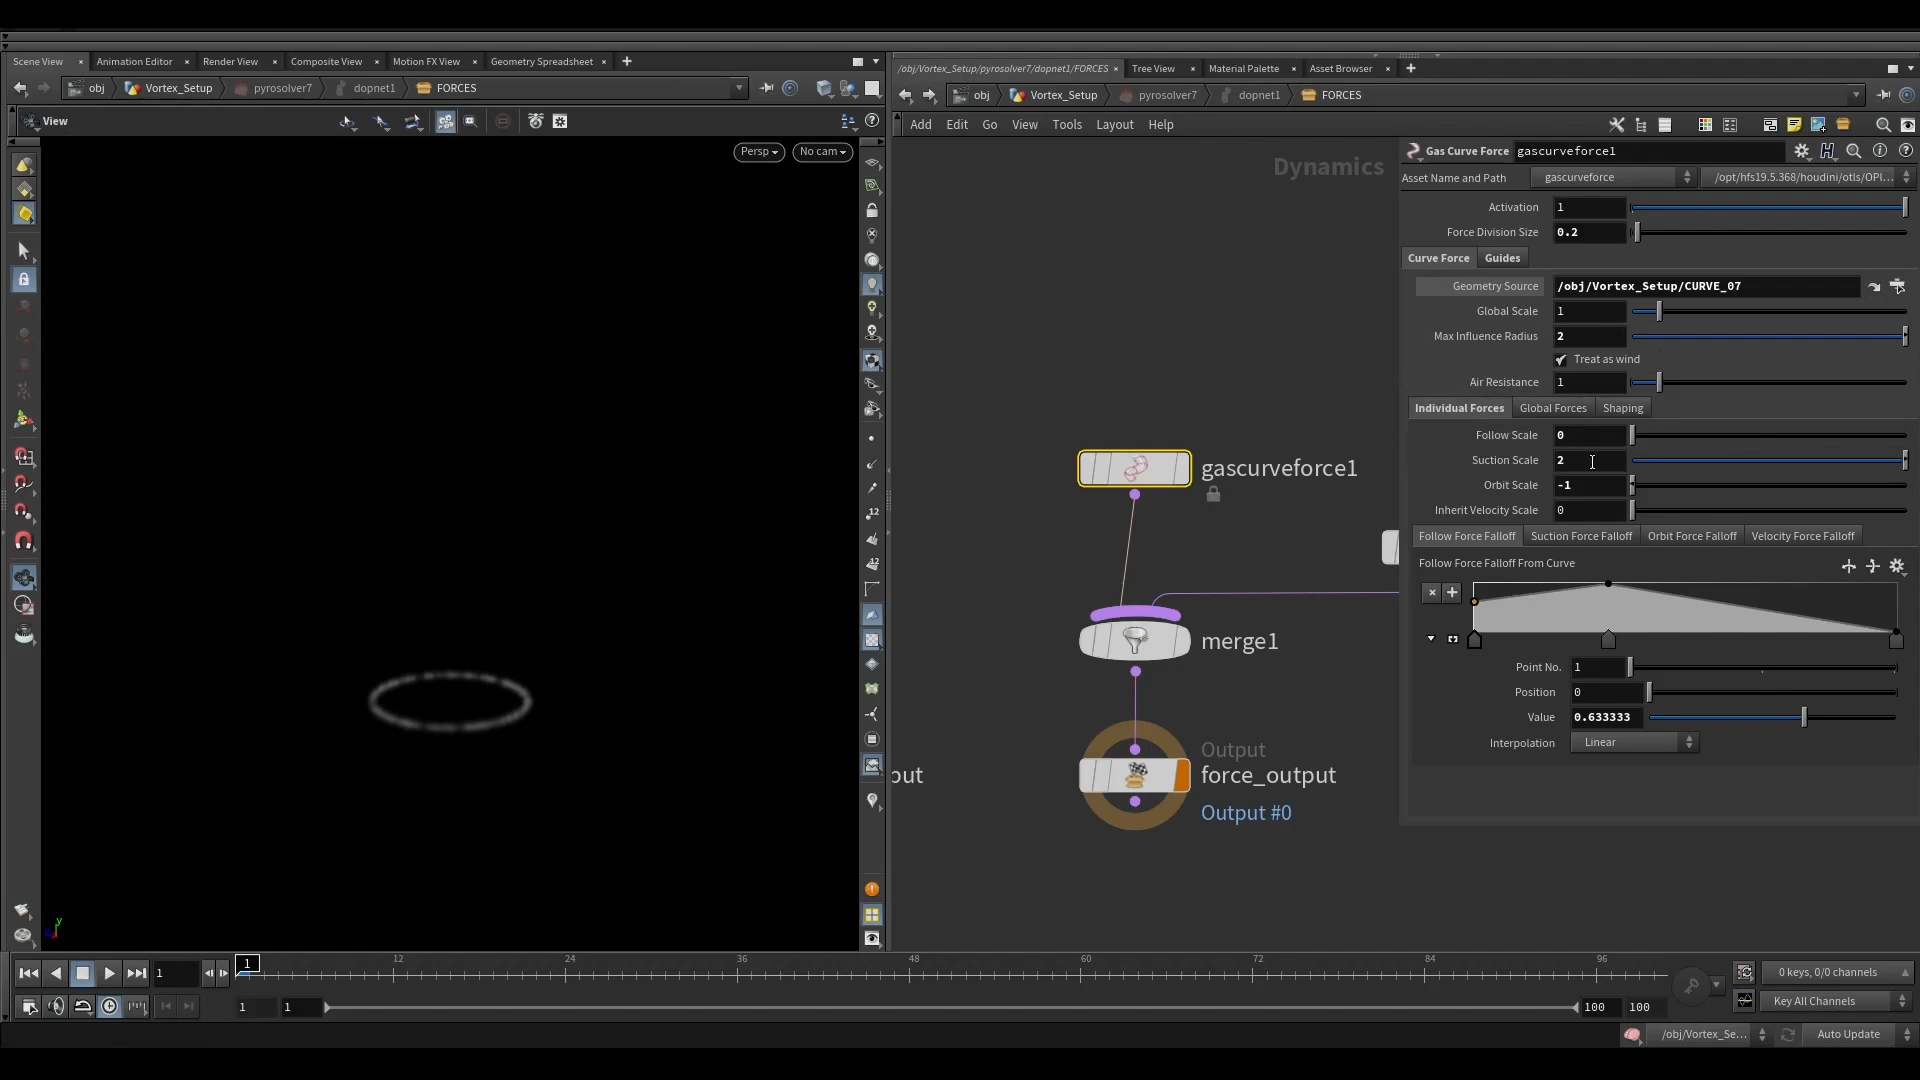 Scene View × Animation Editor × Render View × Composite View × Motion FX View × Geometry Spreadsheet × +
obj Vortex_Setup pyrosolver7 dopnet1 FORCES
View
Persp No cam
y
/obj/Vortex_Setup/pyrosolver7/dopnet1/FORCES × Tree View × Material Palette × Asset Browser × +
obj Vortex_Setup pyrosolver7 dopnet1 FORCES
Add Edit Go View Tools Layout Help
Dynamics
gascurveforce1
merge1
Output
force_output
Output #0
out
Gas Curve Force gascurveforce1
Asset Name and Path gascurveforce /opt/hfs19.5.368/houdini/otls/OPl...
Activation 1
Force Division Size 0.2
Curve Force Guides
Geometry Source /obj/Vortex_Setup/CURVE_07
Global Scale 1
Max Influence Radius 2
Treat as wind
Air Resistance 1
Individual Forces Global Forces Shaping
Follow Scale 0
Suction Scale 2
Orbit Scale -1
Inherit Velocity Scale 0
Follow Force Falloff Suction Force Falloff Orbit Force Falloff Velocity Force Falloff
Follow Force Falloff From Curve
Point No. 1
Position 0
Value 0.633333
Interpolation Linear
12
12
1 1 12 24 36 48 60 72 84 96
0 keys, 0/0 channels
1 1 100 100
Key All Channels
/obj/Vortex_Se... Auto Update